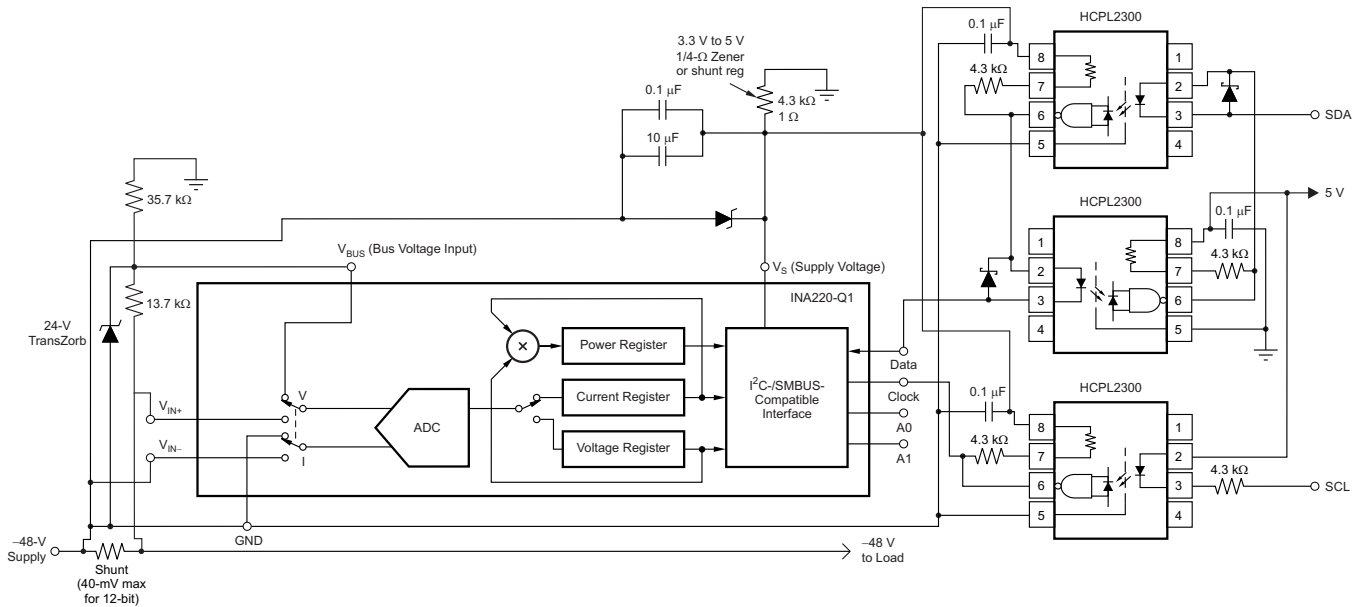 HCPL2300
0.1 μF
8
1
4.3 kΩ
7
2
6
3
SDA
5
4
3.3 V to 5 V
1/4-Ω Zener
or shunt reg
4.3 kΩ
1 Ω
0.1 μF
10 μF
35.7 kΩ
HCPL2300
5 V
0.1 μF
1
8
4.3 kΩ
2
7
3
6
4
5
V_BUS (Bus Voltage Input)
V_S (Supply Voltage)
13.7 kΩ
24-V
TransZorb
INA220-Q1
×
Power Register
Current Register
Voltage Register
I²C-/SMBUS-
Compatible
Interface
Data
Clock
A0
A1
V_IN+
V_IN–
V
I
ADC
HCPL2300
0.1 μF
8
1
4.3 kΩ
7
2
4.3 kΩ
6
3
SCL
5
4
GND
–48-V
Supply
Shunt
(40-mV max
for 12-bit)
–48 V
to Load